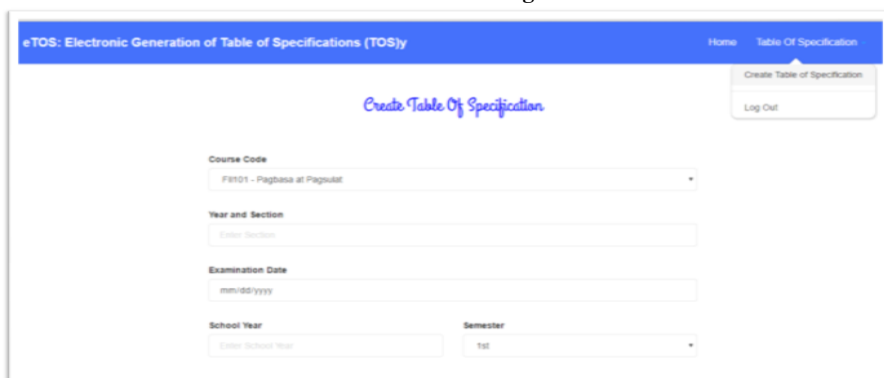 eTOS: Electronic Generation of Table of Specifications (TOS)y
Home Table Of Specification
Create Table of Specification
Log Out
Create Table Of Specification
Course Code
FIl101 - Pagbasa at Pagsulat
Year and Section
Enter Section
Examination Date
mm/dd/yyyy
School Year Semester
Enter School Year 1st